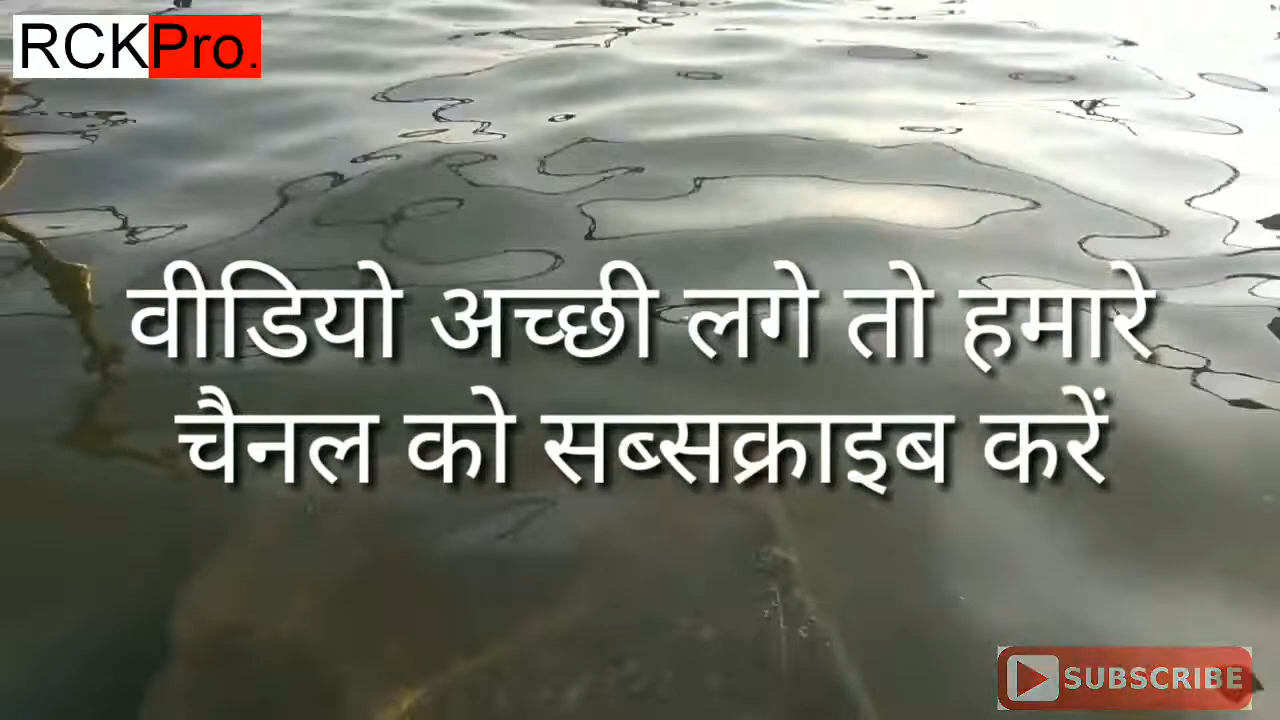 RCKPro.
वीडियो अच्छी लगे तो हमारे
चैनल को सब्सक्राइब करें
SUBSCRIBE